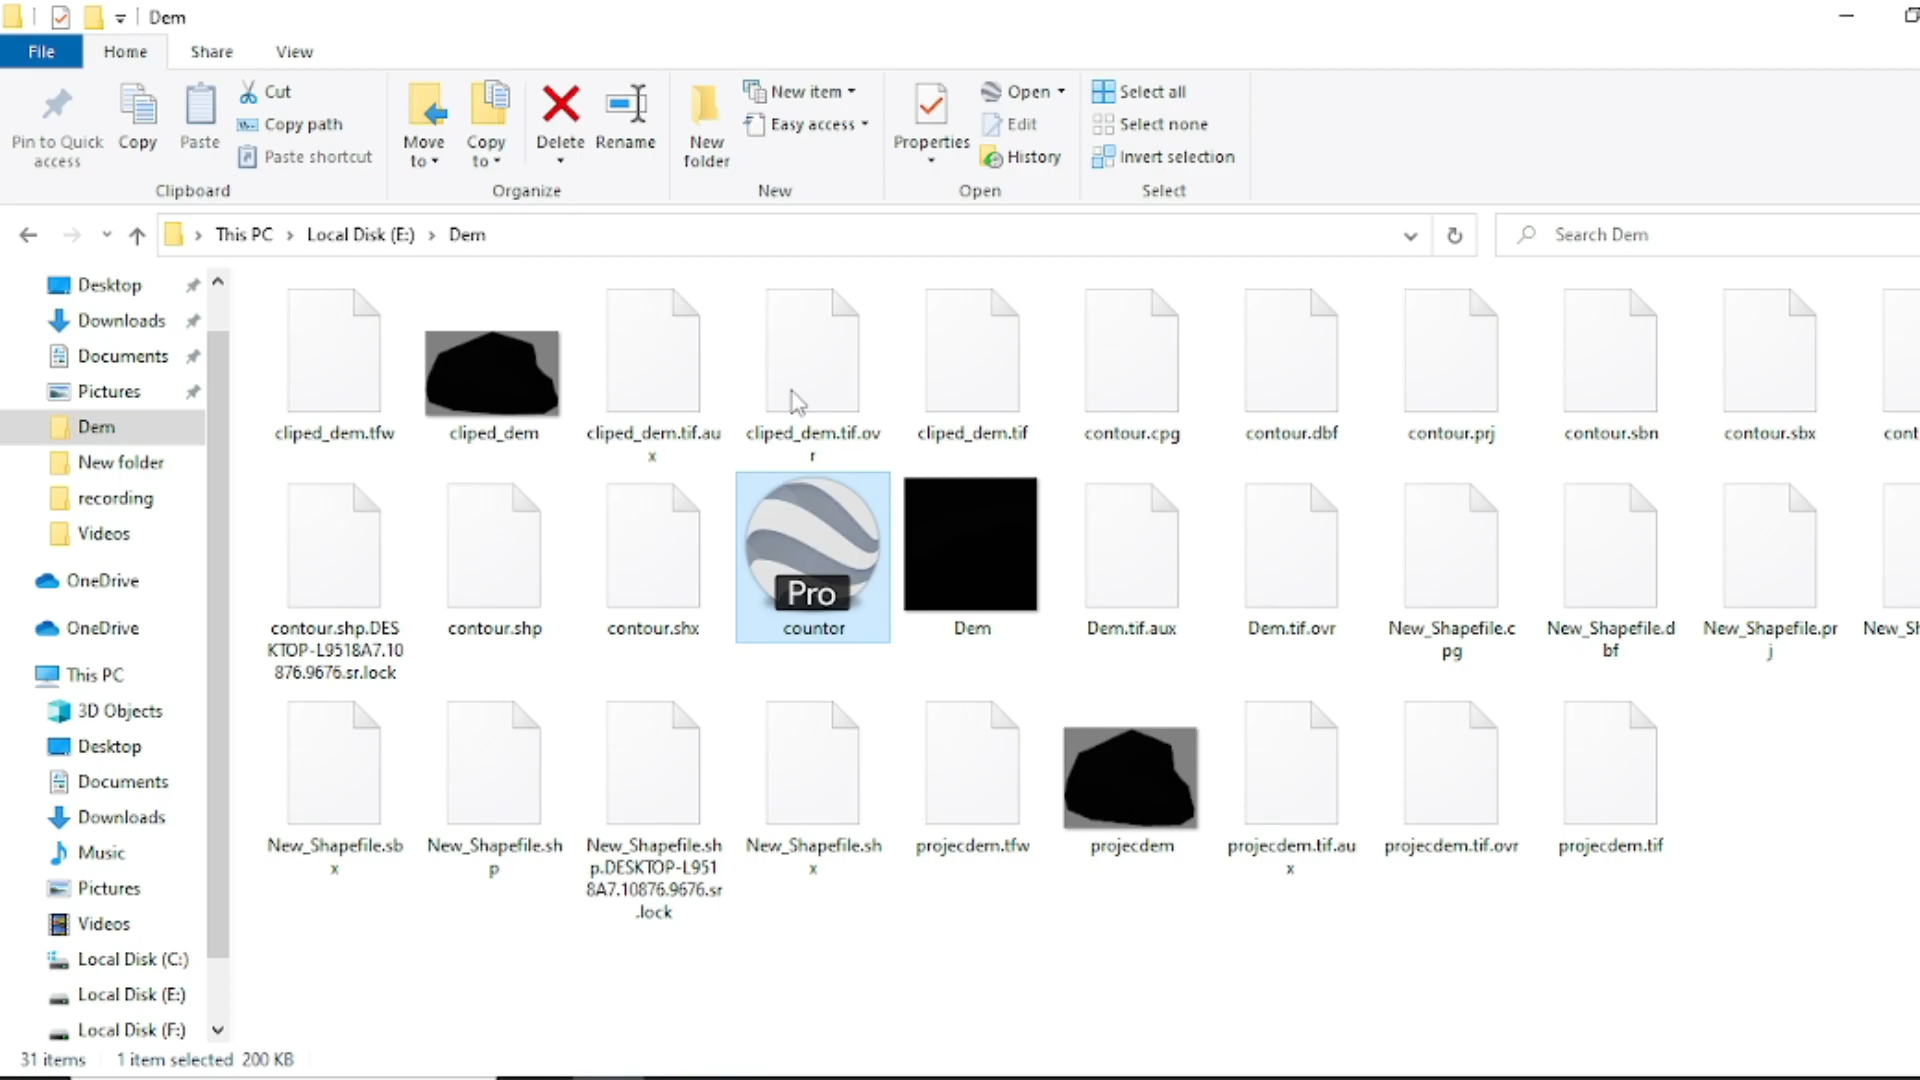 Dem
File Home Share View
Pin to Quick access
Copy
Paste
Cut
Copy path
Paste shortcut
Clipboard
Move to
Copy to
Delete
Rename
Organize
New folder
New item
Easy access
New
Properties
Open
Edit
History
Open
Select all
Select none
Invert selection
Select
This PC Local Disk (E:) Dem
Search Dem
Desktop
Downloads
Documents
Pictures
Dem
New folder
recording
Videos
OneDrive
OneDrive
This PC
3D Objects
Desktop
Documents
Downloads
Music
Pictures
Videos
Local Disk (C:)
Local Disk (E:)
Local Disk (F:)
cliped_dem.tfw
cliped_dem
cliped_dem.tif.au
x
cliped_dem.tif.ov
r
cliped_dem.tif
contour.cpg
contour.dbf
contour.prj
contour.sbn
contour.sbx
cont
contour.shp.DES
KTOP-L9518A7.10
876.9676.sr.lock
contour.shp
contour.shx
Pro
countor
Dem
Dem.tif.aux
Dem.tif.ovr
New_Shapefile.c
pg
New_Shapefile.d
bf
New_Shapefile.pr
j
New_Sh
New_Shapefile.sb
x
New_Shapefile.sh
p
New_Shapefile.sh
p.DESKTOP-L951
8A7.10876.9676.sr
.lock
New_Shapefile.sh
x
projecdem.tfw
projecdem
projecdem.tif.au
x
projecdem.tif.ovr
projecdem.tif
31 items 1 item selected 200 KB